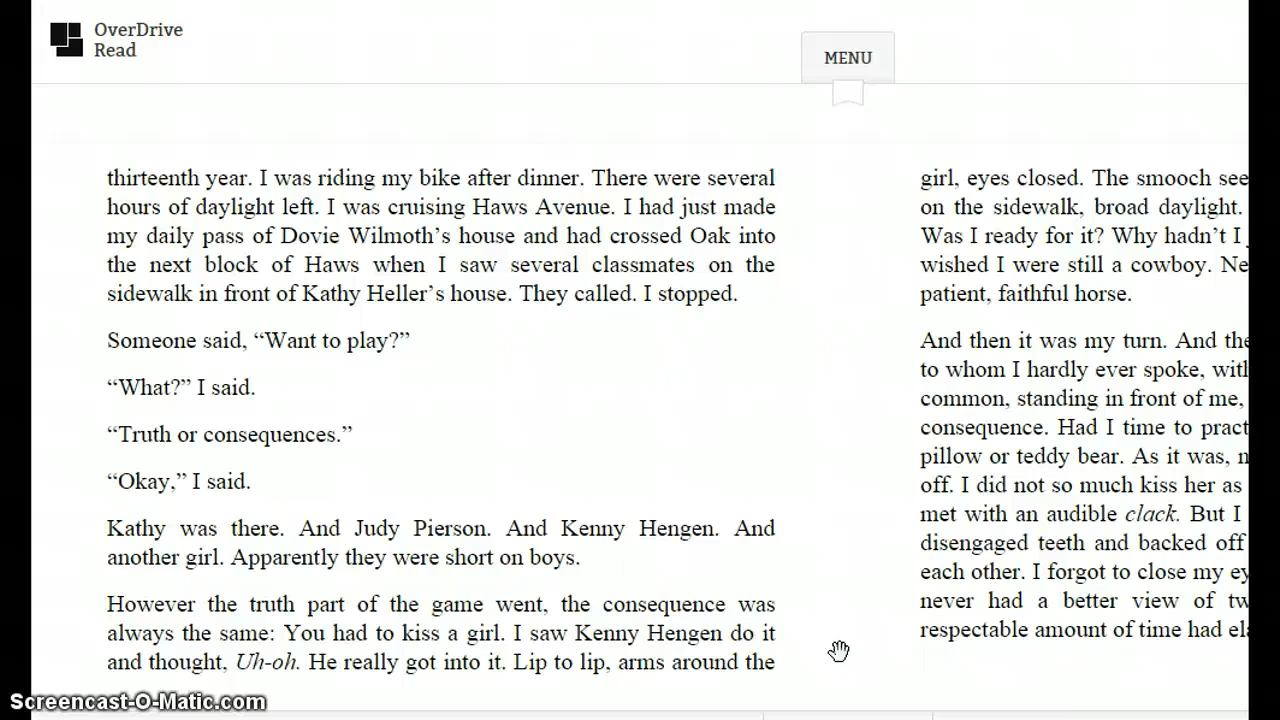 OverDrive
Read
MENU
thirteenth year. I was riding my bike after dinner. There were several
hours of daylight left. I was cruising Haws Avenue. I had just made
my daily pass of Dovie Wilmoth’s house and had crossed Oak into
the next block of Haws when I saw several classmates on the
sidewalk in front of Kathy Heller’s house. They called. I stopped.
Someone said, “Want to play?”
“What?” I said.
“Truth or consequences.”
“Okay,” I said.
Kathy was there. And Judy Pierson. And Kenny Hengen. And
another girl. Apparently they were short on boys.
However the truth part of the game went, the consequence was
always the same: You had to kiss a girl. I saw Kenny Hengen do it
and thought, Uh-oh. He really got into it. Lip to lip, arms around the
girl, eyes closed. The smooch
on the sidewalk, broad daylight.
Was I ready for it? Why hadn’t I
wished I were still a cowboy.
patient, faithful horse.
And then it was my turn. And
to whom I hardly ever spoke,
common, standing in front of me,
consequence. Had I time to
pillow or teddy bear. As it was,
off. I did not so much kiss her as
met with an audible clack. But I
disengaged teeth and backed off
each other. I forgot to close my
never had a better view of
respectable amount of time had
Screencast-O-Matic.com